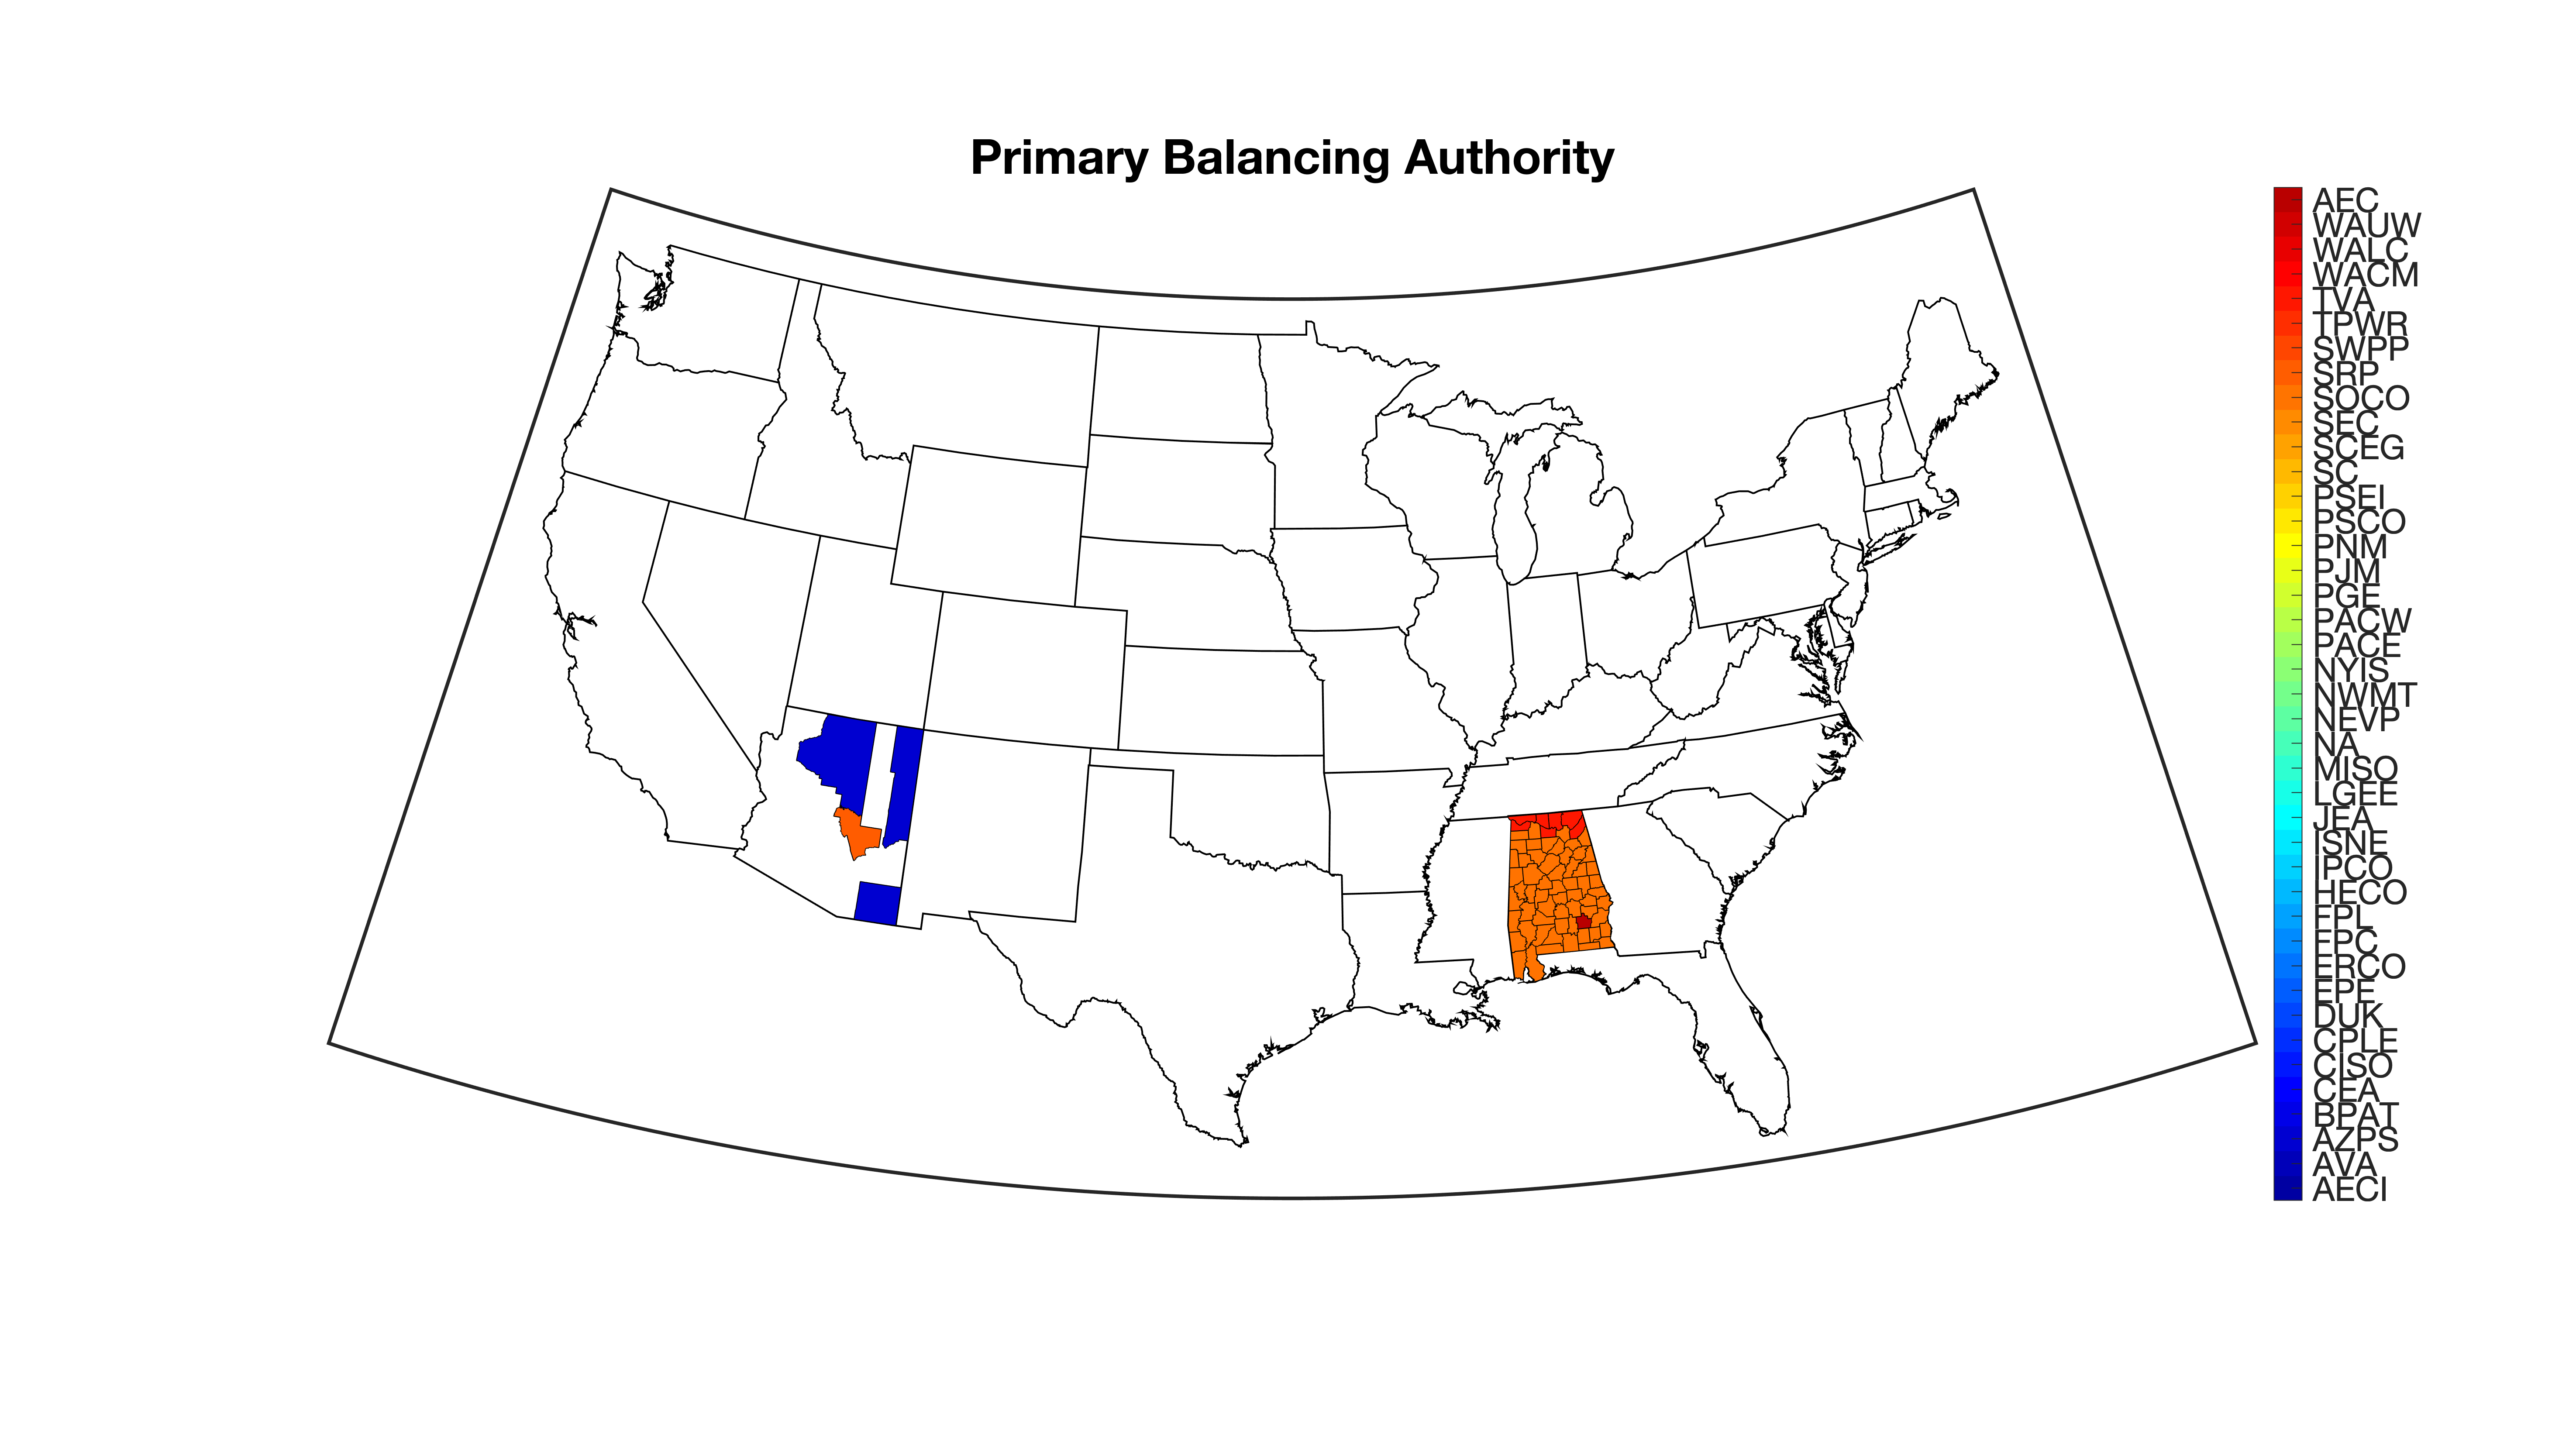 Primary Balancing Authority
AEC
WAUW
WALC
WACM
TVA
TPWR
SWPP
SRP
SOCO
SEC
SCEG
SC
PSEI
PSCO
PNM
PJM
PGE
PACW
PACE
NYIS
NWMT
NEVP
NA
MISO
LGEE
JEA
ISNE
IPCO
HECO
FPL
FPC
ERCO
EPE
DUK
CPLE
CISO
CEA
BPAT
AZPS
AVA
AECI